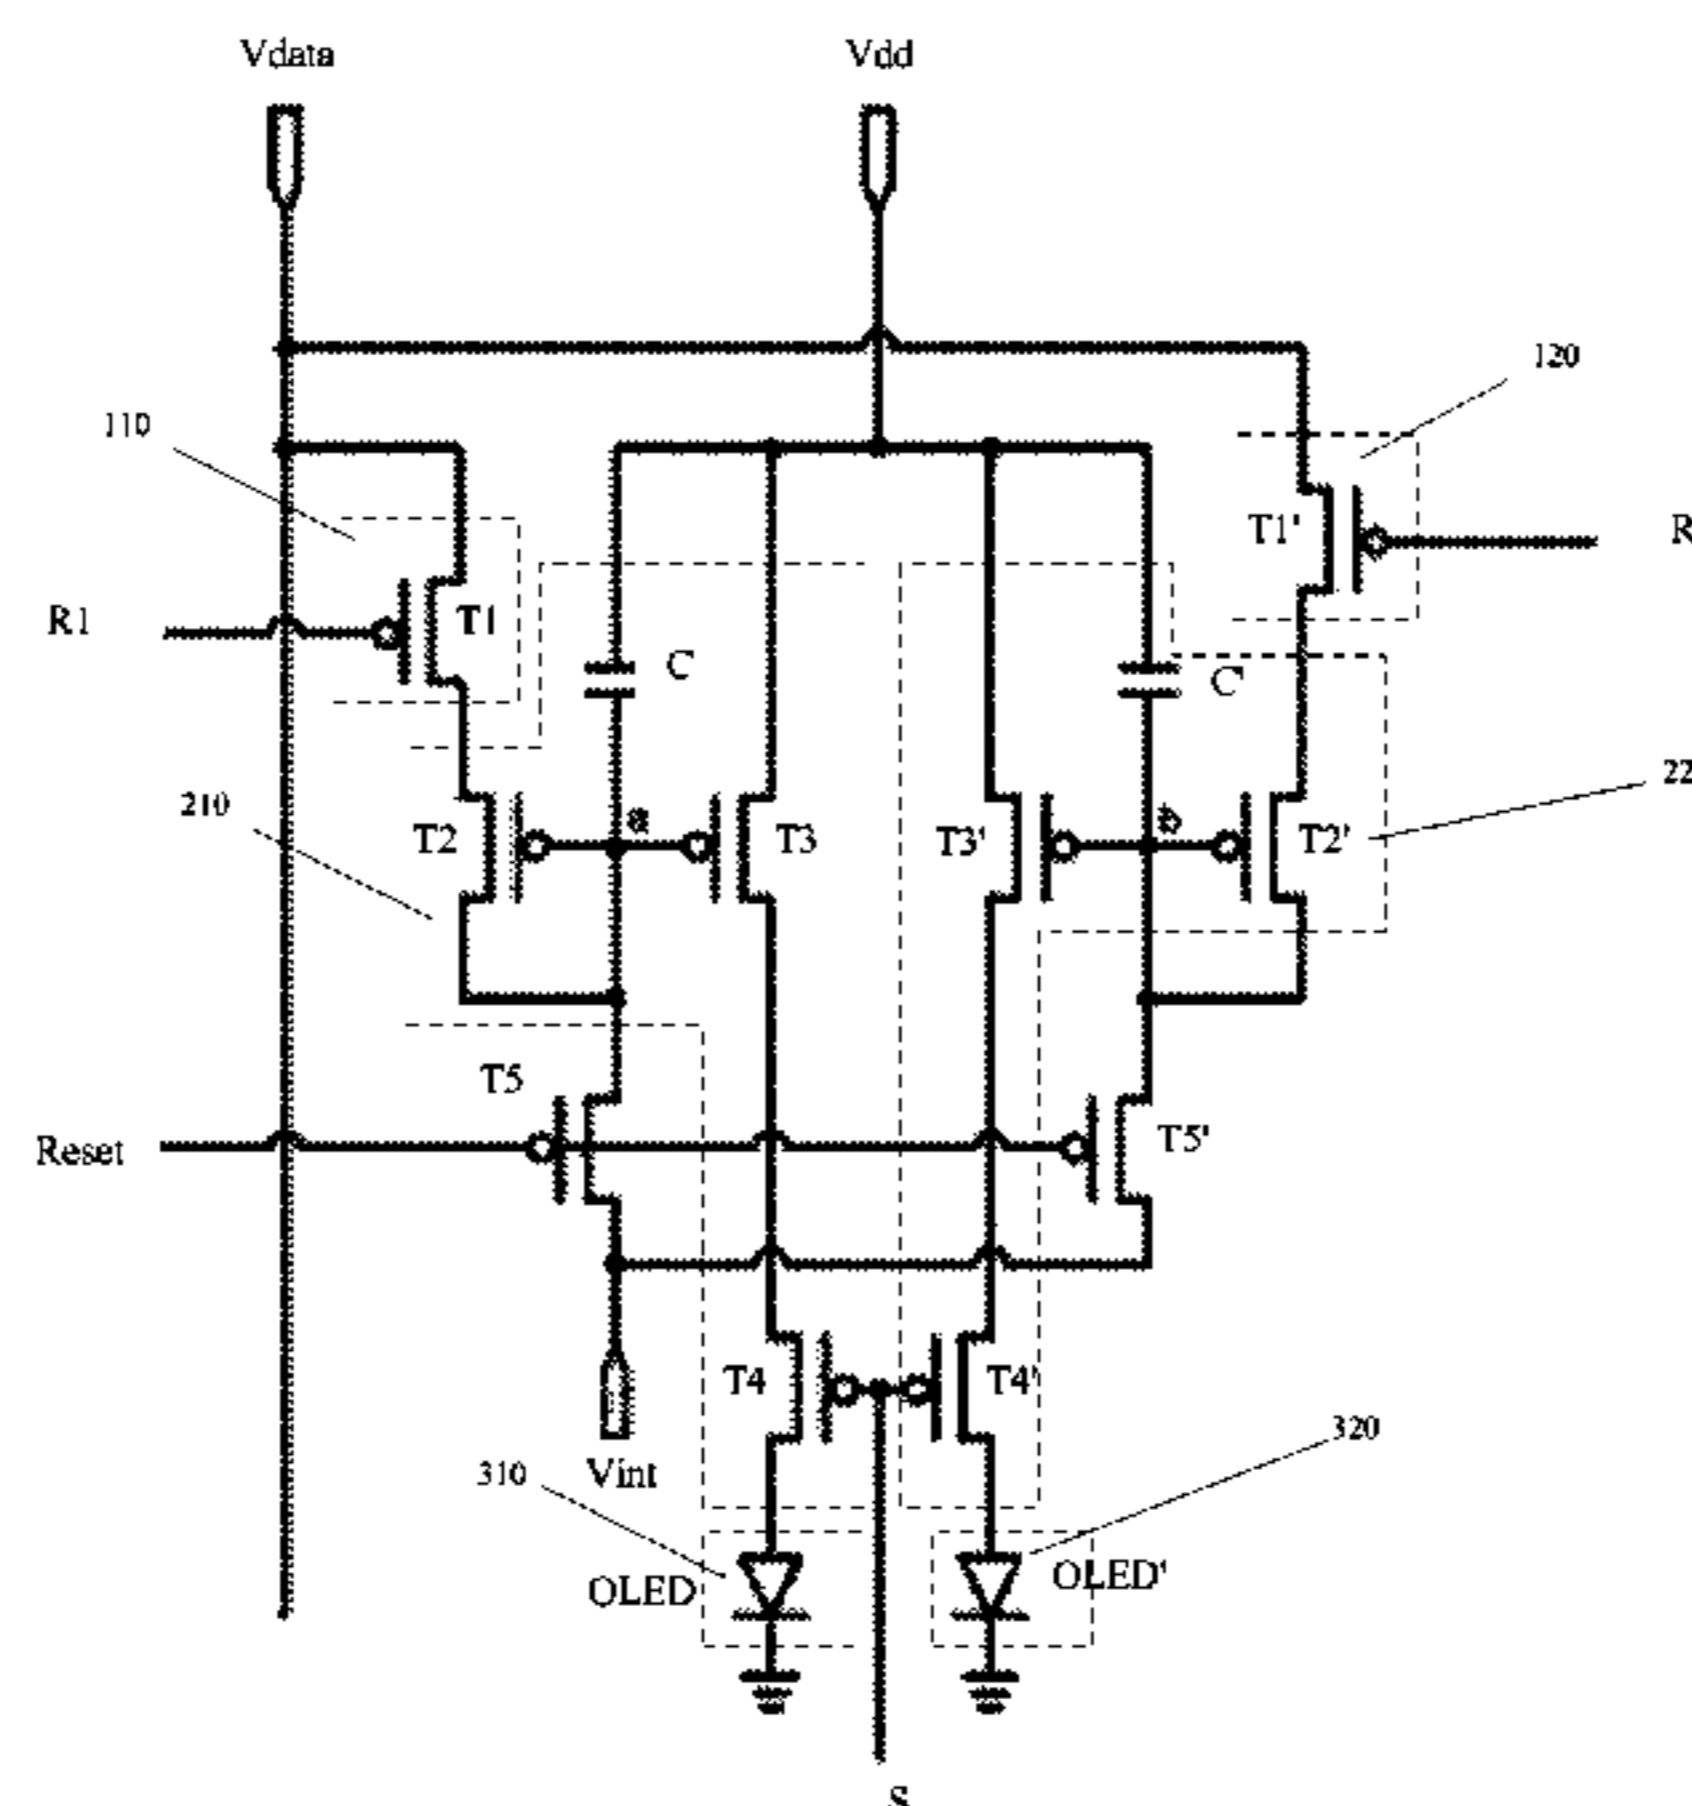 Vdata Vdd
120
110
T1'
R
R1
T1
C
C'
22
210
T2
a
T3
T3'
b
T2'
T5
Reset
T5'
T4
T4'
320
310
Vint
OLED
OLED'
S